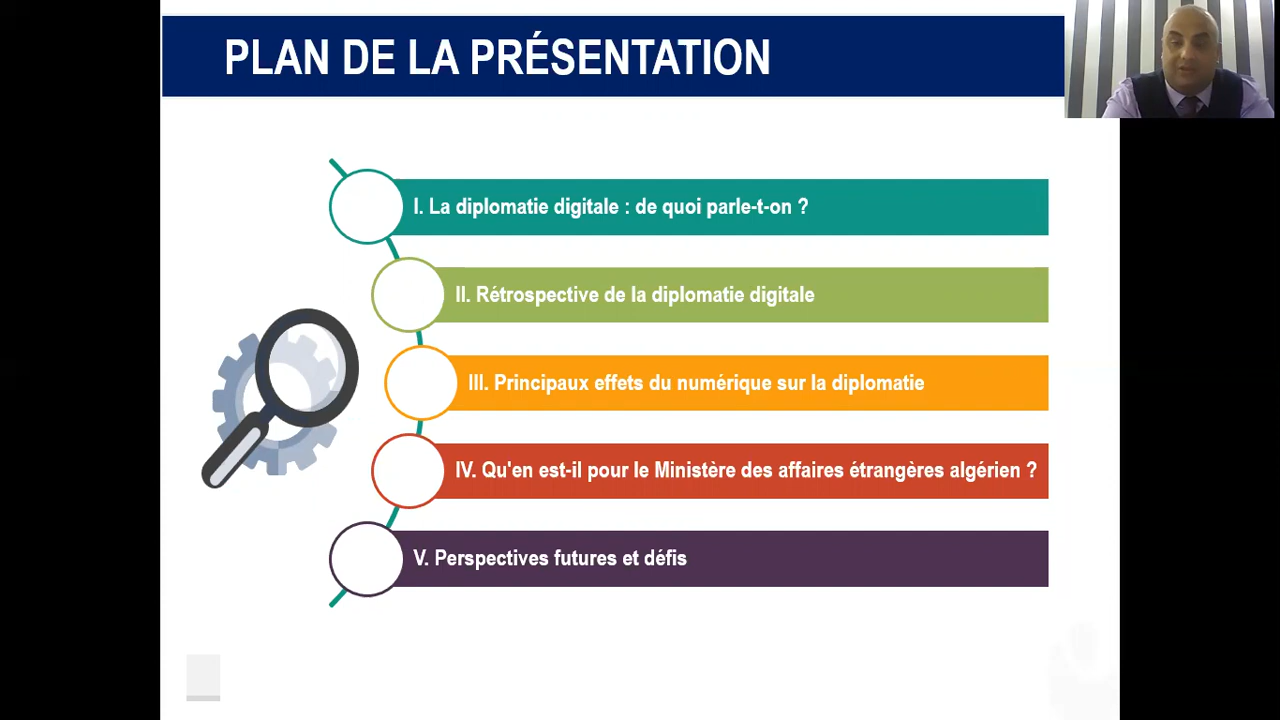 PLAN DE LA PRÉSENTATION
I. La diplomatie digitale : de quoi parle-t-on ?
II. Rétrospective de la diplomatie digitale
III. Principaux effets du numérique sur la diplomatie
IV. Qu'en est-il pour le Ministère des affaires étrangères algérien ?
V. Perspectives futures et défis